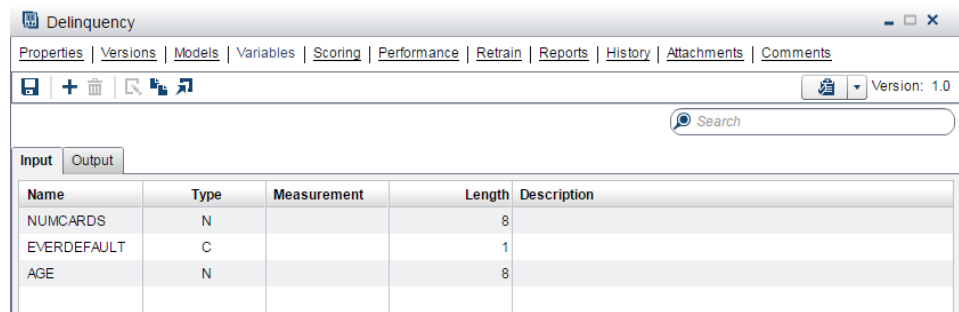 Delinquency
Properties | Versions | Models | Variables | Scoring | Performance | Retrain | Reports | History | Attachments | Comments
Version: 1.0
Search
Input Output
Name Type Measurement Length Description
NUMCARDS N 8
EVERDEFAULT C 1
AGE N 8